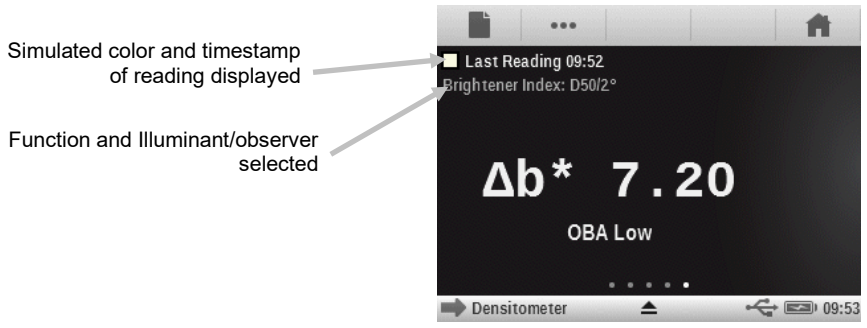 Simulated color and timestamp
of reading displayed
Function and Illuminant/observer
selected
Last Reading 09:52
Brightener Index: D50/2°
Δb* 7.20
OBA Low
Densitometer
09:53